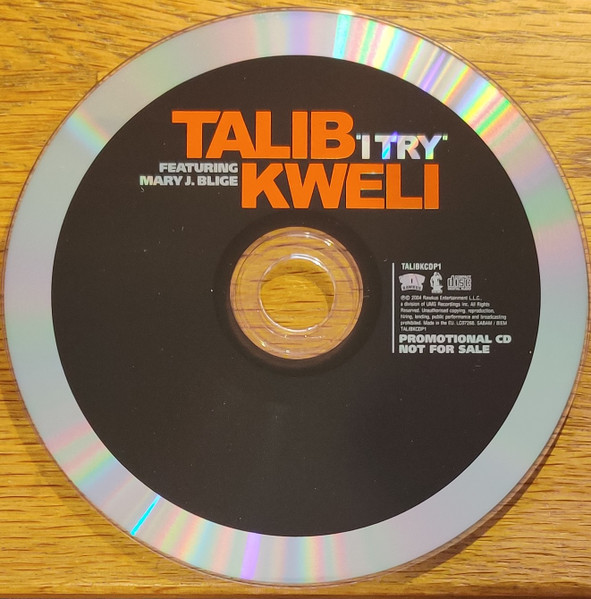 TALIB "I TRY"
FEATURING
MARY J. BLIGE KWELI
TALIBKCDP1
℗© 2004 Rawkus Entertainment L.L.C.,
a division of UMG Recordings Inc. All Rights
Reserved. Unauthorised copying, reproduction,
hiring, lending, public performance and broadcasting
prohibited. Made in the EU. SABAM / BIEM
TALIBKCDP1
PROMOTIONAL CD
NOT FOR SALE